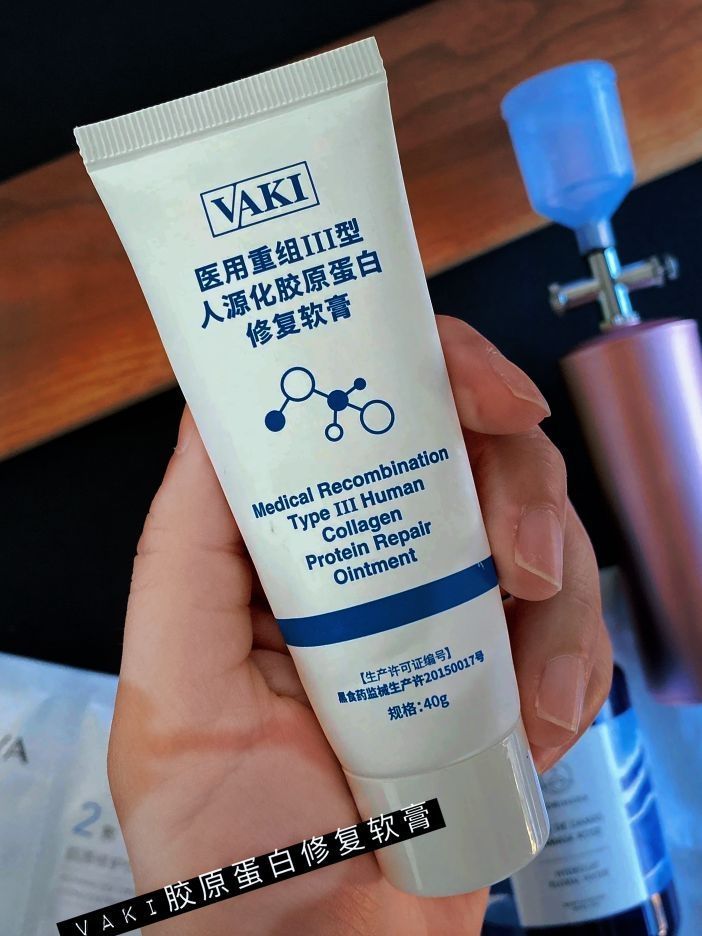 VAKI
医用重组III型
人源化胶原蛋白
修复软膏
Medical Recombination
Type III Human
Collagen
Protein Repair
Ointment
【生产许可证编号】
黑食药监械生产许20150017号
规格:40g
VAKI胶原蛋白修复软膏
VA
2